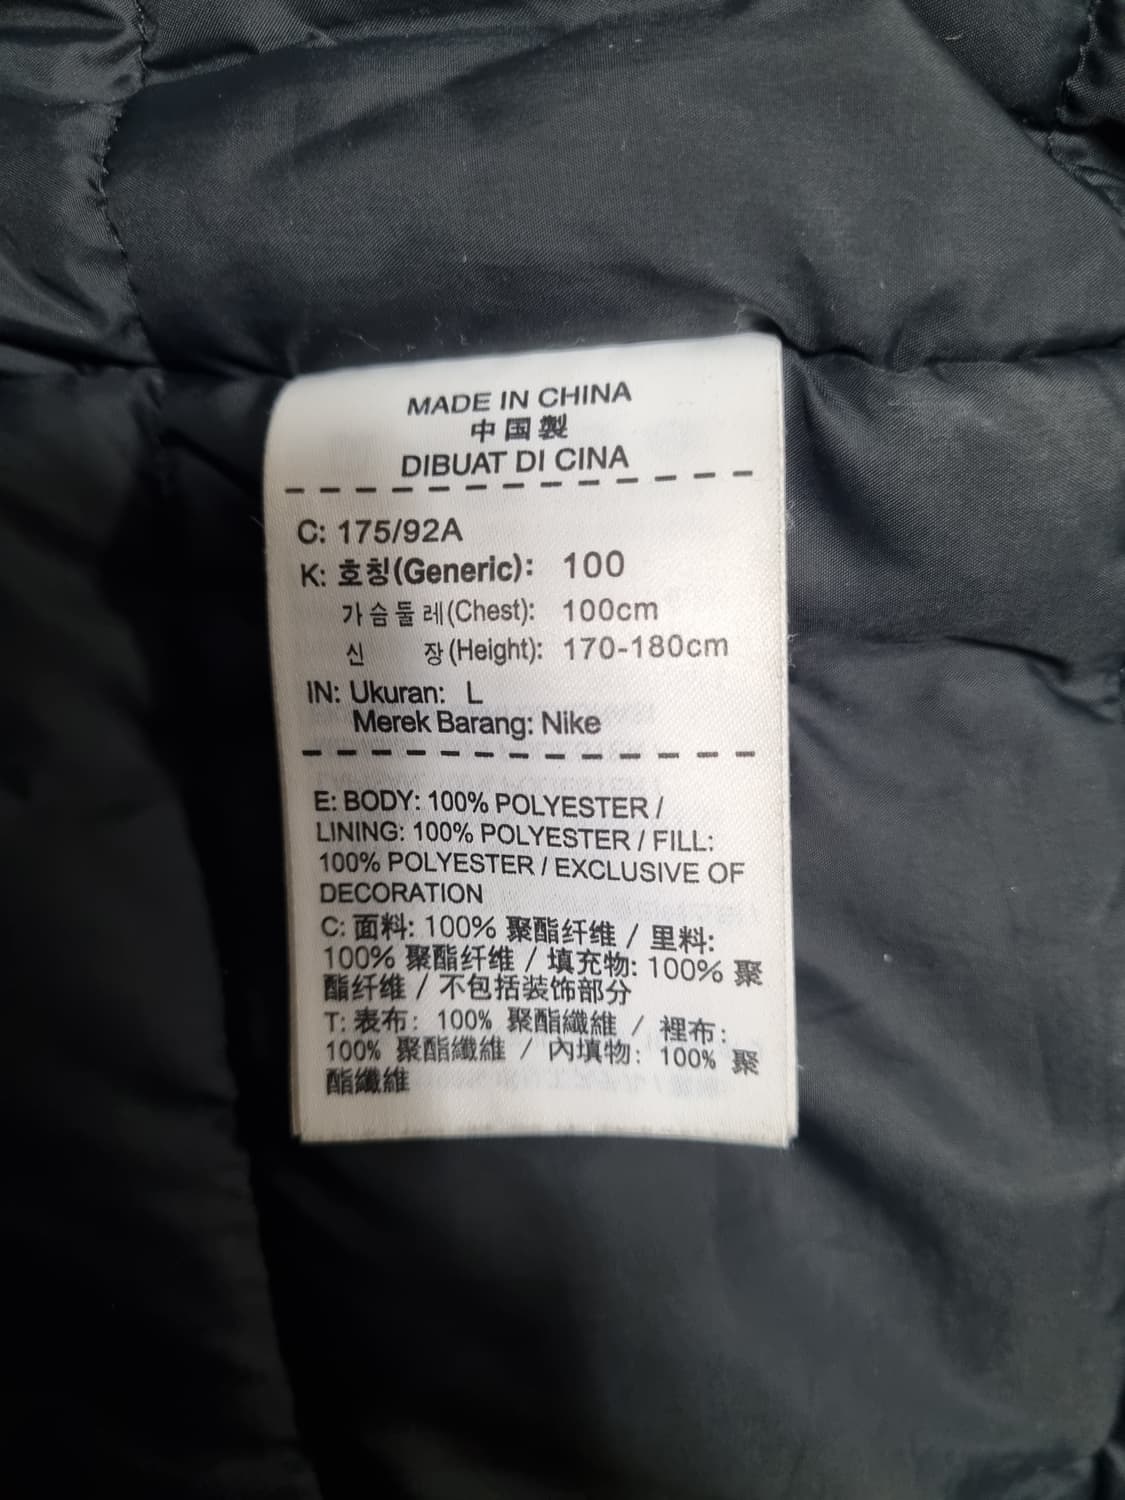 MADE IN CHINA
中国製
DIBUAT DI CINA
C: 175/92A
K: 호칭(Generic): 100
가슴둘레(Chest): 100cm
신 장(Height): 170-180cm
IN: Ukuran: L
Merek Barang: Nike
E: BODY: 100% POLYESTER /
LINING: 100% POLYESTER / FILL:
100% POLYESTER / EXCLUSIVE OF
DECORATION
C: 面料: 100% 聚酯纤维 / 里料:
100% 聚酯纤维 / 填充物: 100% 聚
酯纤维 / 不包括装饰部分
T: 表布: 100% 聚酯纖維 / 裡布:
100% 聚酯纖維 / 內填物: 100% 聚
酯纖維